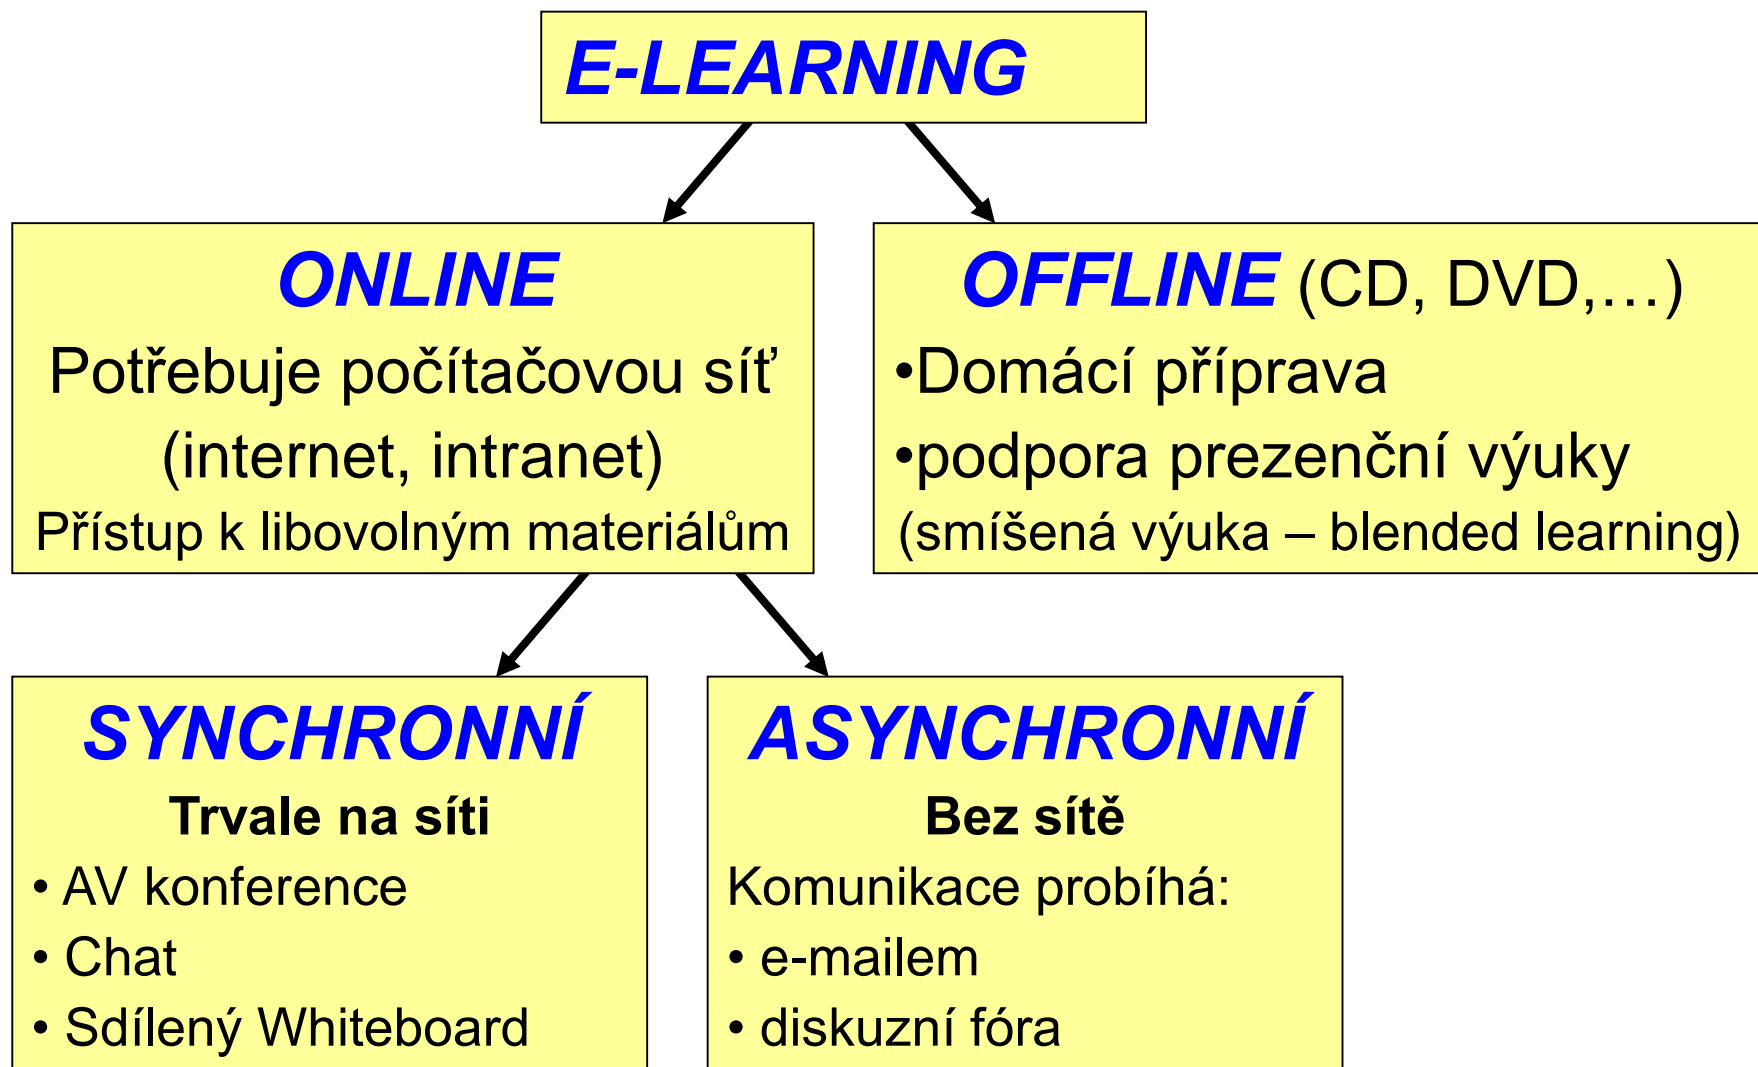 E-LEARNING
ONLINE
Potřebuje počítačovou síť
(internet, intranet)
Přístup k libovolným materiálům
OFFLINE (CD, DVD,…)
•Domácí příprava
•podpora prezenční výuky
(smíšená výuka – blended learning)
SYNCHRONNÍ
Trvale na síti
• AV konference
• Chat
• Sdílený Whiteboard
ASYNCHRONNÍ
Bez sítě
Komunikace probíhá:
• e-mailem
• diskuzní fóra